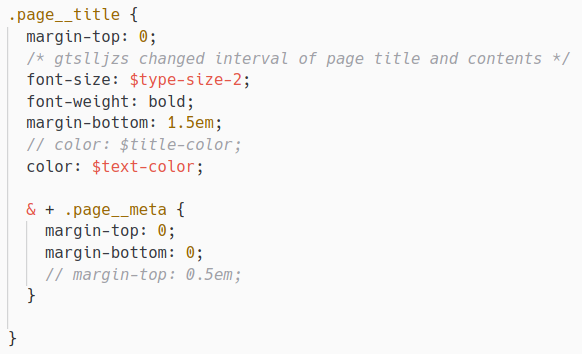 .page__title {
margin-top: 0;
/* gtslljzs changed interval of page title and contents */
font-size: $type-size-2;
font-weight: bold;
margin-bottom: 1.5em;
// color: $title-color;
color: $text-color;
& + .page__meta {
margin-top: 0;
margin-bottom: 0;
// margin-top: 0.5em;
}
}